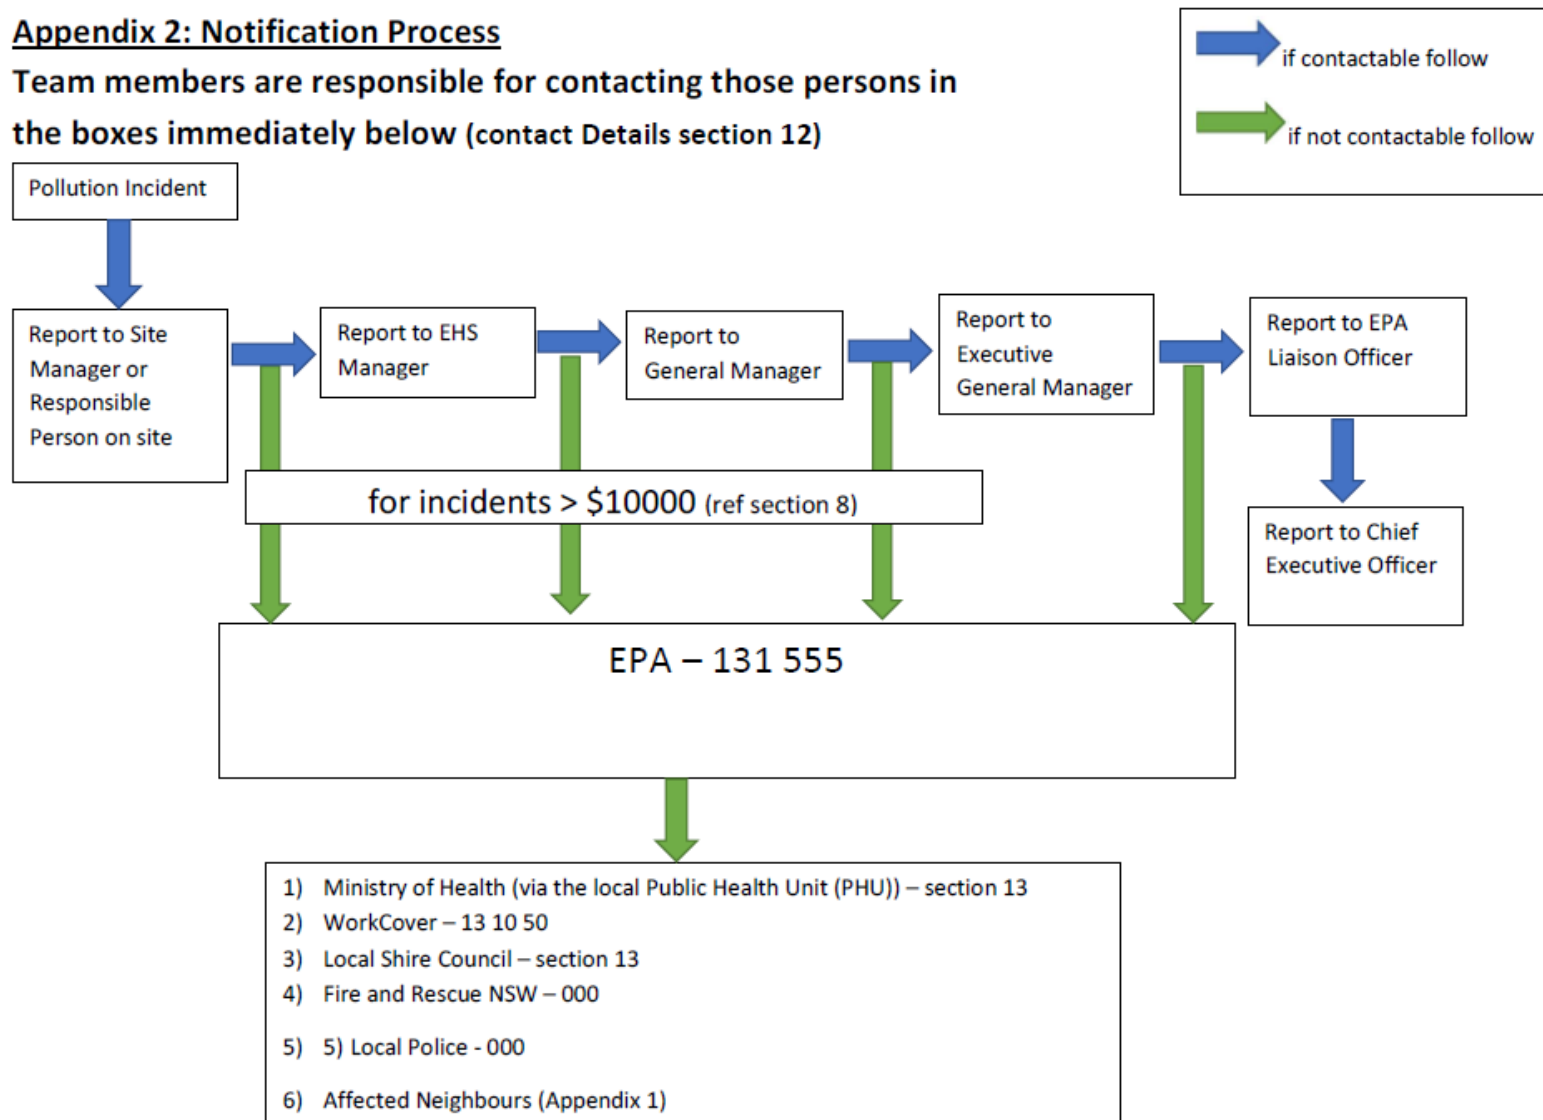 Appendix 2: Notification Process
Team members are responsible for contacting those persons in
the boxes immediately below (contact Details section 12)
if contactable follow
if not contactable follow
Pollution Incident
Report to Site
Manager or
Responsible
Person on site
Report to EHS
Manager
Report to
General Manager
Report to
Executive
General Manager
Report to EPA
Liaison Officer
for incidents > $10000 (ref section 8)
Report to Chief
Executive Officer
EPA – 131 555
1) Ministry of Health (via the local Public Health Unit (PHU)) – section 13
2) WorkCover – 13 10 50
3) Local Shire Council – section 13
4) Fire and Rescue NSW – 000
5) 5) Local Police - 000
6) Affected Neighbours (Appendix 1)